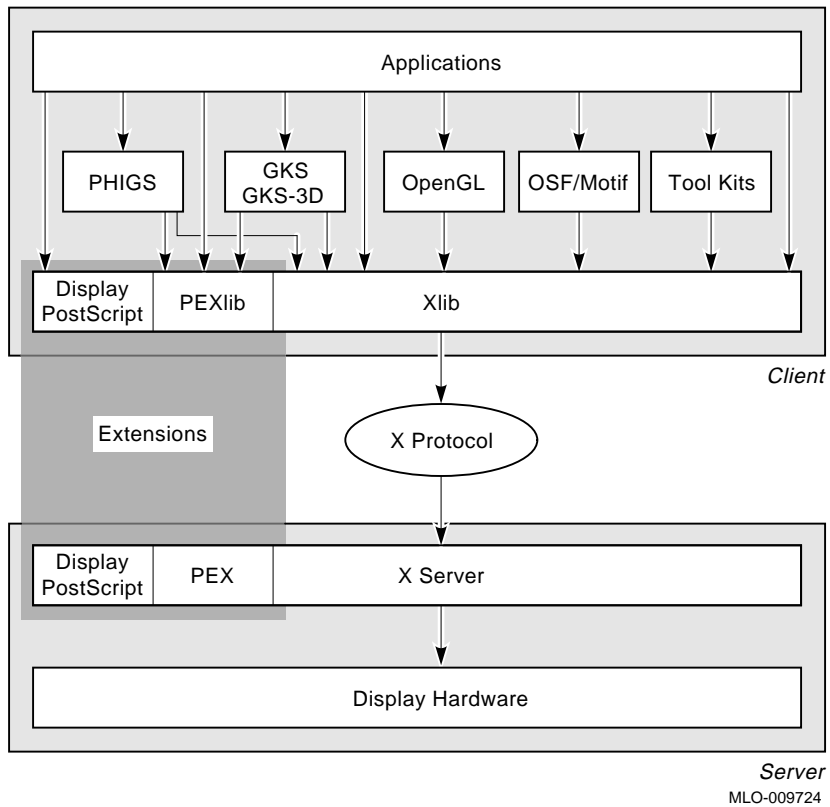 Applications
PHIGS
GKS
GKS-3D
OpenGL
OSF/Motif
Tool Kits
Display
PostScript
PEXlib
Xlib
Client
Extensions
X Protocol
Display
PostScript
PEX
X Server
Display Hardware
Server
MLO-009724